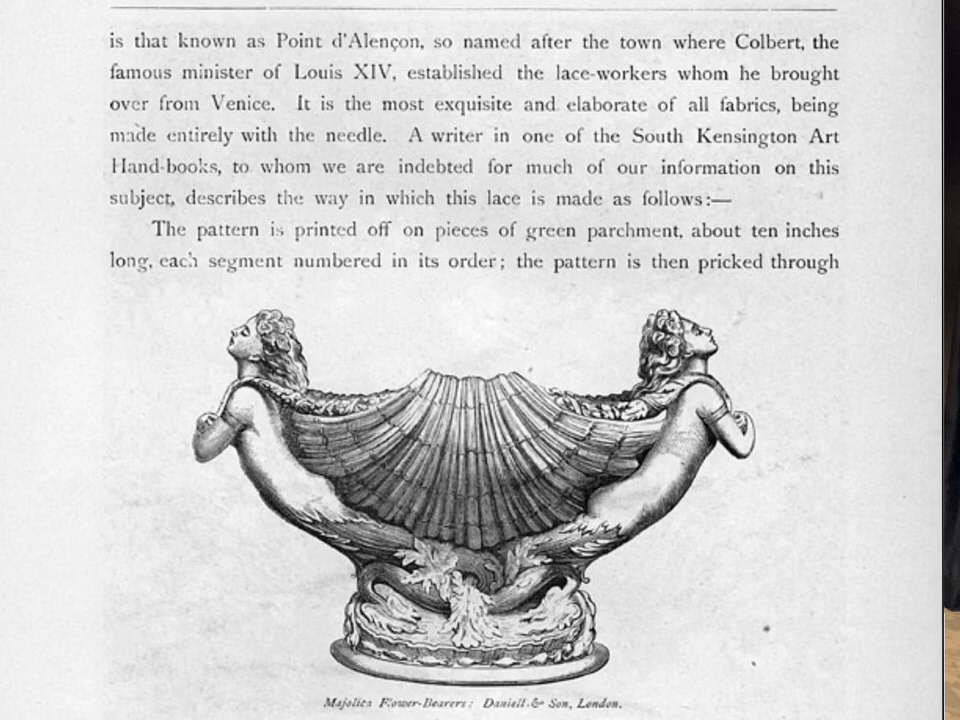 is that known as Point d'Alençon, so named after the town where Colbert, the
famous minister of Louis XIV, established the lace-workers whom he brought
over from Venice. It is the most exquisite and elaborate of all fabrics, being
made entirely with the needle. A writer in one of the South Kensington Art
Hand-books, to whom we are indebted for much of our information on this
subject, describes the way in which this lace is made as follows:—
The pattern is printed off on pieces of green parchment, about ten inches
long, each segment numbered in its order; the pattern is then pricked through
Majolica Flower-Bearers: Daniell & Son, London.